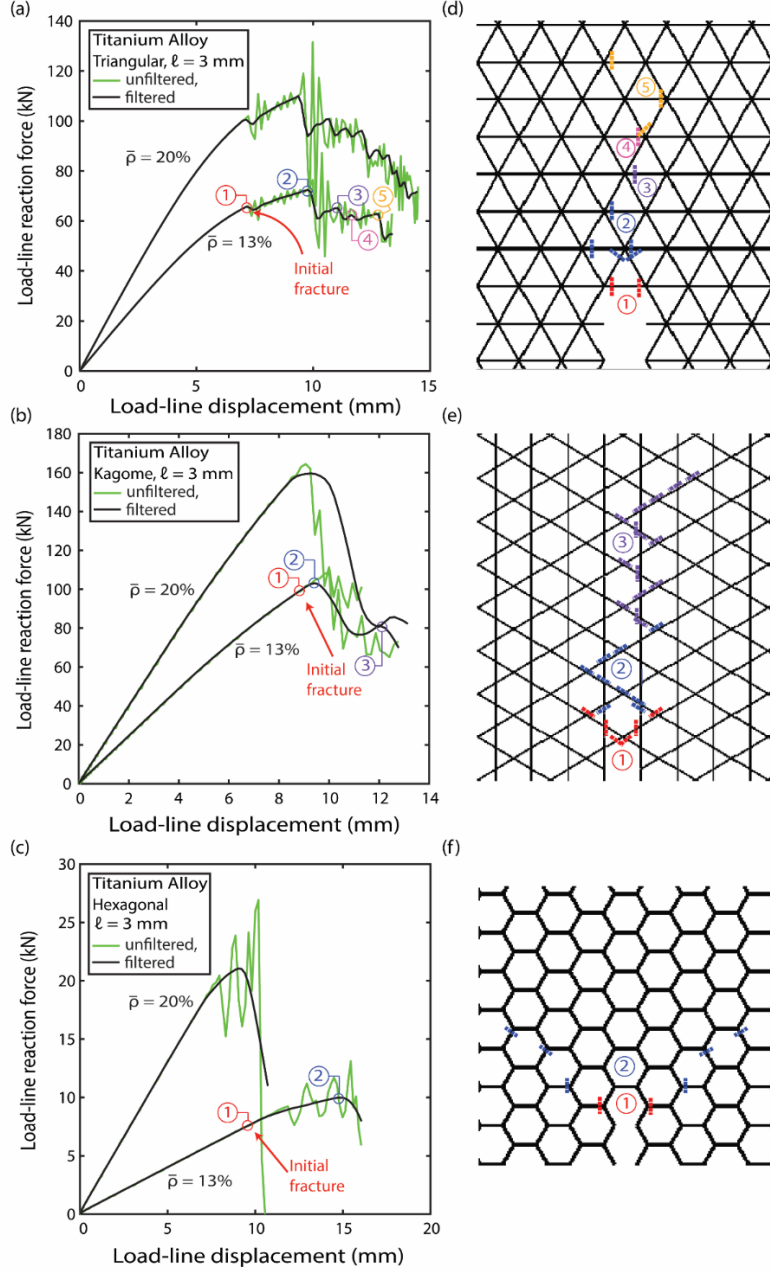 (a)
140
120
100
80
60
40
20
0
Load-line reaction force (kN)
Titanium Alloy
Triangular, ℓ = 3 mm
unfiltered
filtered
ρ̅ = 20%
ρ̅ = 13%
①
②
③
④
⑤
Initial
fracture
0
5
10
15
Load-line displacement (mm)
(d)
⑤
④
③
②
①
(b)
180
160
140
120
100
80
60
40
20
0
Load-line reaction force (kN)
Titanium Alloy
Kagome, ℓ = 3 mm
unfiltered,
filtered
ρ̅ = 20%
ρ̅ = 13%
①
②
③
Initial
fracture
0
2
4
6
8
10
12
14
Load-line displacement (mm)
(e)
③
②
①
(c)
30
25
20
15
10
5
0
Load-line reaction force (kN)
Titanium Alloy
Hexagonal
ℓ = 3 mm
unfiltered,
filtered
ρ̅ = 20%
ρ̅ = 13%
①
②
Initial
fracture
0
5
10
15
20
Load-line displacement (mm)
(f)
②
①